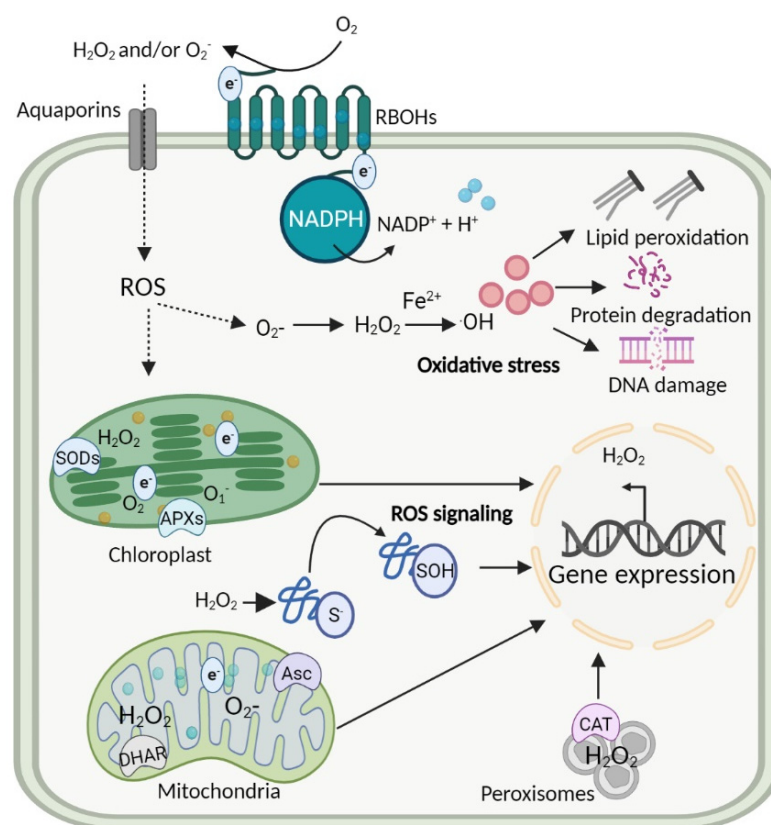 O₂
H₂O₂ and/or O₂⁻
e⁻
Aquaporins
RBOHs
e⁻
NADPH
NADP⁺ + H⁺
Lipid peroxidation
ROS
Fe²⁺
O₂-
H₂O₂
·OH
Protein degradation
Oxidative stress
DNA damage
H₂O₂
SODs
e⁻
e⁻
O₂
O₁⁻
APXs
Chloroplast
ROS signaling
H₂O₂
Gene expression
SOH
H₂O₂
S⁻
e⁻
Asc
H₂O₂
O₂-
DHAR
Mitochondria
CAT
H₂O₂
Peroxisomes